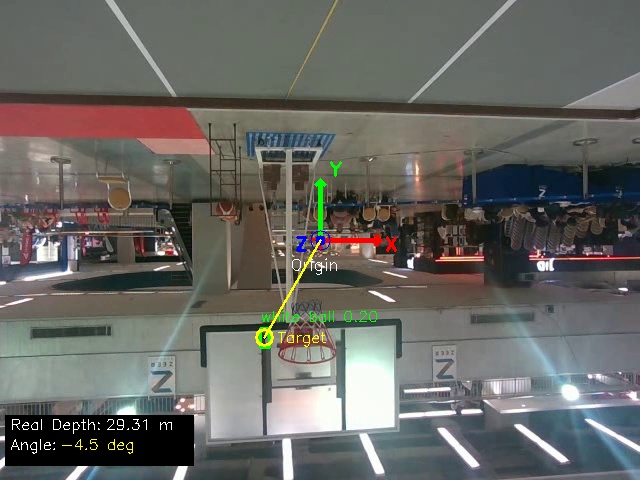 Y
Z
X
Origin
white ball 0.20
Target
Real Depth: 29.31 m
Angle: -4.5 deg